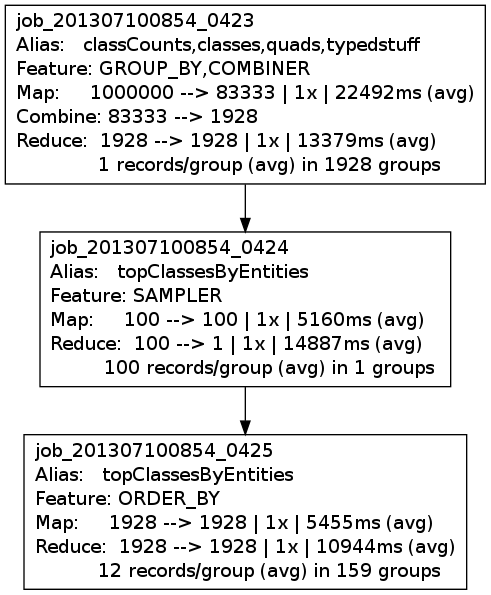 job_201307100854_0423
Alias: classCounts,classes,quads,typedstuff
Feature: GROUP_BY,COMBINER
Map: 1000000 --> 83333 | 1x | 22492ms (avg)
Combine: 83333 --> 1928
Reduce: 1928 --> 1928 | 1x | 13379ms (avg)
1 records/group (avg) in 1928 groups
job_201307100854_0424
Alias: topClassesByEntities
Feature: SAMPLER
Map: 100 --> 100 | 1x | 5160ms (avg)
Reduce: 100 --> 1 | 1x | 14887ms (avg)
100 records/group (avg) in 1 groups
job_201307100854_0425
Alias: topClassesByEntities
Feature: ORDER_BY
Map: 1928 --> 1928 | 1x | 5455ms (avg)
Reduce: 1928 --> 1928 | 1x | 10944ms (avg)
12 records/group (avg) in 159 groups